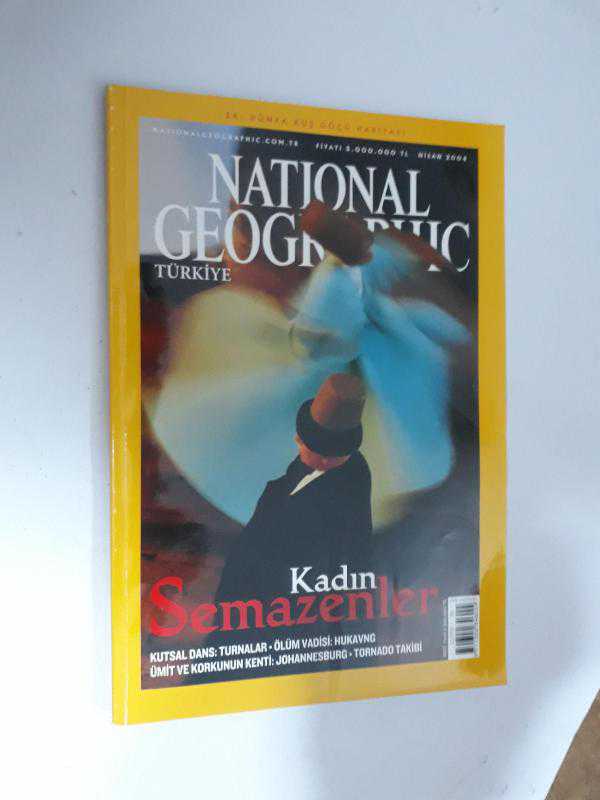 EK: DÜNYA KUŞ GÖÇÜ HARİTASI
NATIONALGEOGRAPHIC.COM.TR FİYATI 5.000.000 TL NİSAN 2004
NATIONAL
GEOGRAPHIC
TÜRKİYE
Kadın
Semazenler
KUTSAL DANS: TURNALAR • ÖLÜM VADİSİ: HUKAVNG
ÜMİT VE KORKUNUN KENTİ: JOHANNESBURG • TORNADO TAKİBİ